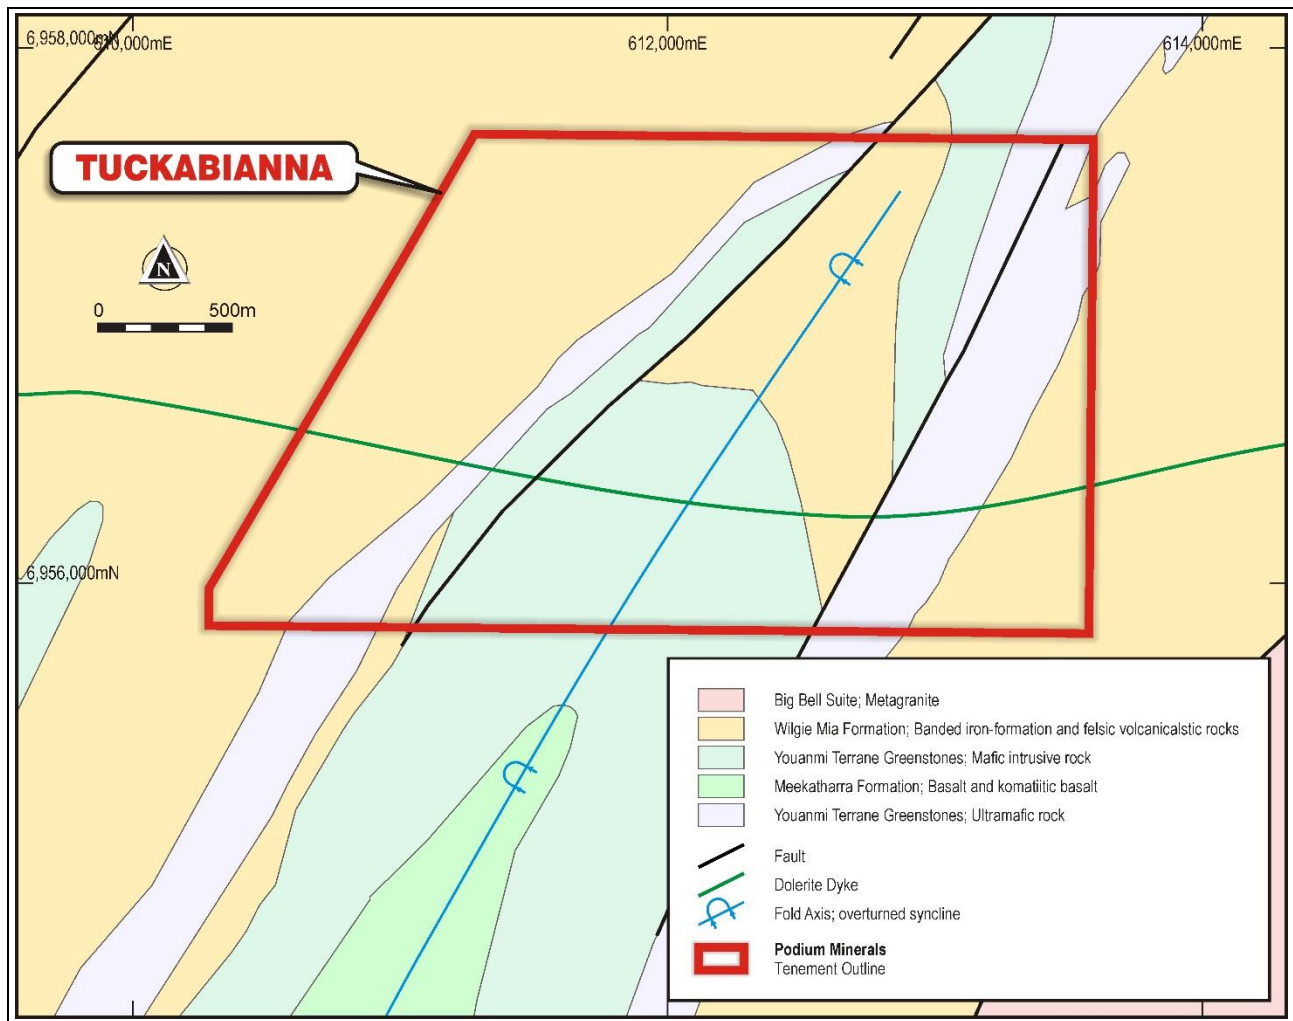 6,958,000mN
610,000mE
612,000mE
614,000mE
TUCKABIANNA
N
0 500m
6,956,000mN
Big Bell Suite; Metagranite
Wilgie Mia Formation; Banded iron-formation and felsic volcanicalstic rocks
Youanmi Terrane Greenstones; Mafic intrusive rock
Meekatharra Formation; Basalt and komatiitic basalt
Youanmi Terrane Greenstones; Ultramafic rock
Fault
Dolerite Dyke
Fold Axis; overturned syncline
Podium Minerals
Tenement Outline